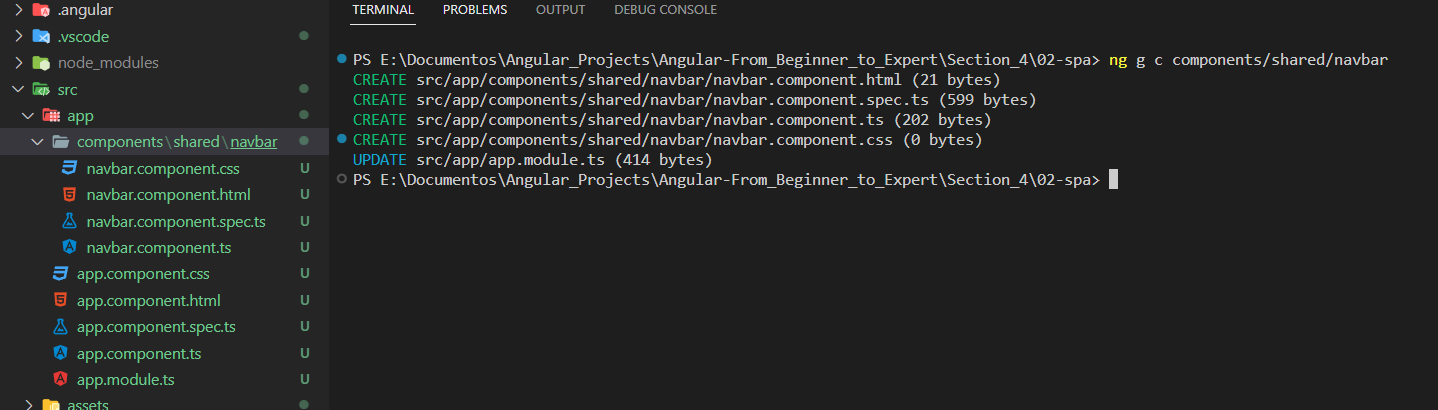 .angular
.vscode
node_modules
src
app
components\shared\navbar
navbar.component.css U
navbar.component.html U
navbar.component.spec.ts U
navbar.component.ts U
app.component.css U
app.component.html U
app.component.spec.ts U
app.component.ts U
app.module.ts U
assets
TERMINAL PROBLEMS OUTPUT DEBUG CONSOLE
PS E:\Documentos\Angular_Projects\Angular-From_Beginner_to_Expert\Section_4\02-spa> ng g c components/shared/navbar
CREATE src/app/components/shared/navbar/navbar.component.html (21 bytes)
CREATE src/app/components/shared/navbar/navbar.component.spec.ts (599 bytes)
CREATE src/app/components/shared/navbar/navbar.component.ts (202 bytes)
CREATE src/app/components/shared/navbar/navbar.component.css (0 bytes)
UPDATE src/app/app.module.ts (414 bytes)
PS E:\Documentos\Angular_Projects\Angular-From_Beginner_to_Expert\Section_4\02-spa>